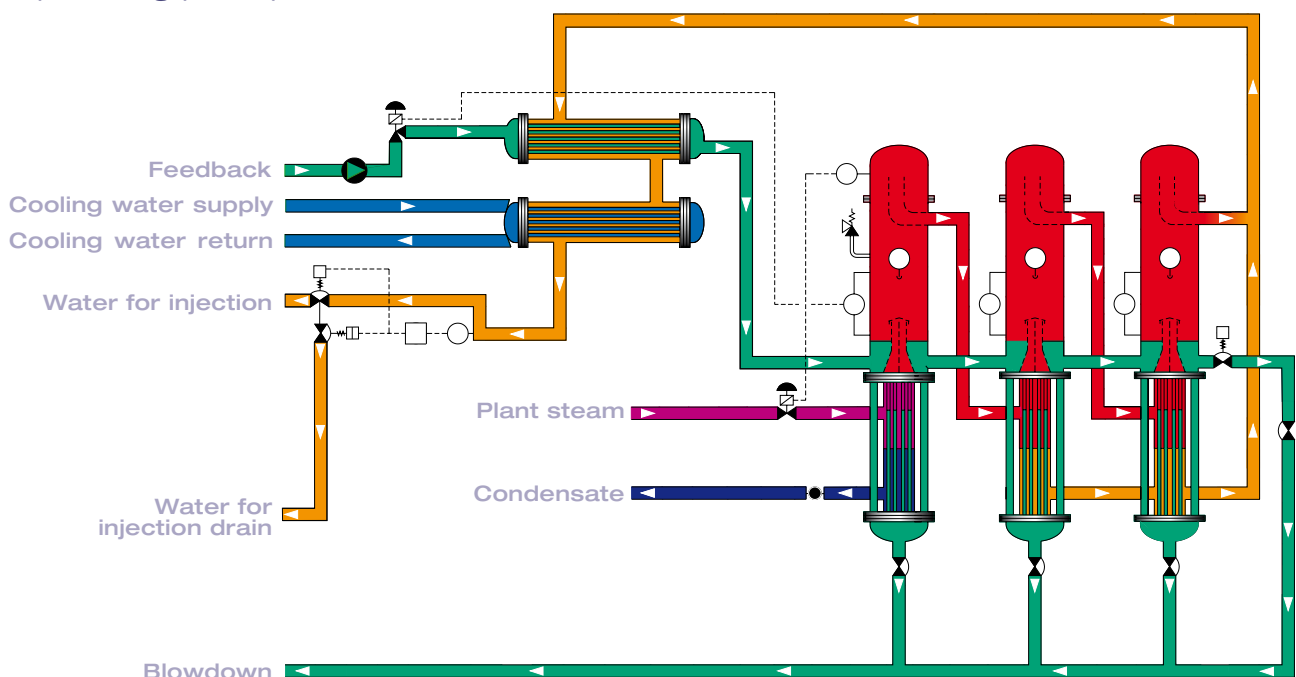 Feedback
Cooling water supply
Cooling water return
Water for injection
Plant steam
Condensate
Water for
injection drain
Blowdown